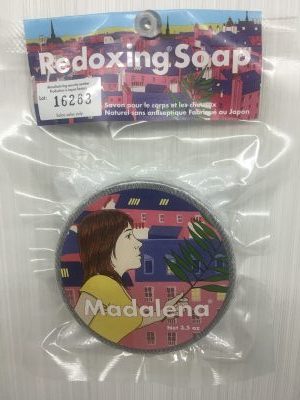 Redoxing® Soap
Lot:
16263
Savon pour le corps et les cheveux
Naturel sans antiseptique Fabriqué au Japon
Madalena®
Net 3.5 oz